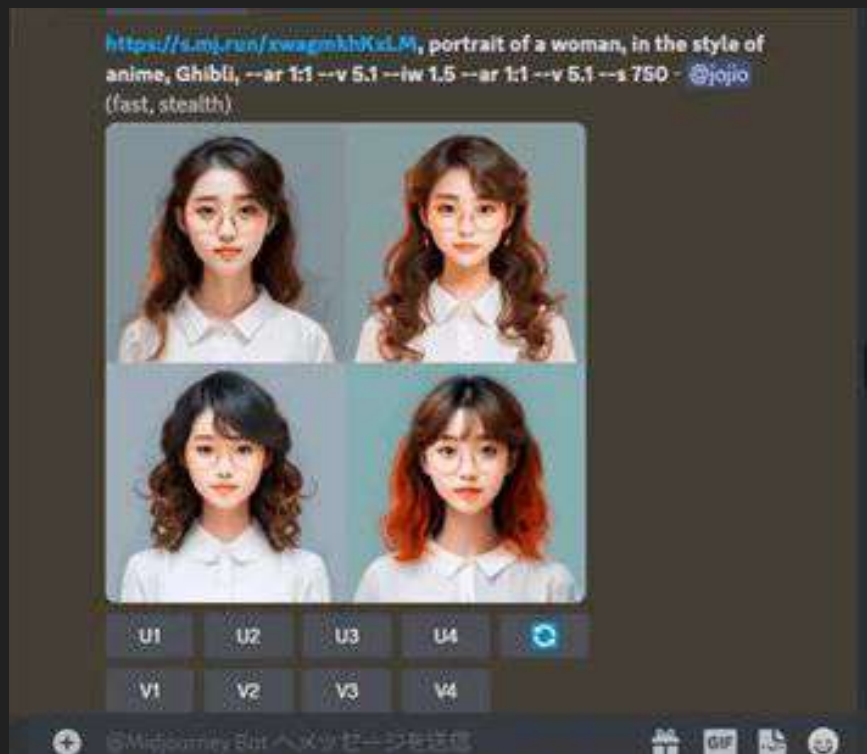 https://s.mj.run/xwagmkhKxLM, portrait of a woman, in the style of
anime, Ghibli, --ar 1:1 --v 5.1 --iw 1.5 --ar 1:1 --v 5.1 --s 750 - @jojio
(fast, stealth)
U1 U2 U3 U4
V1 V2 V3 V4
@Midjourney Bot へメッセージを送信 GIF